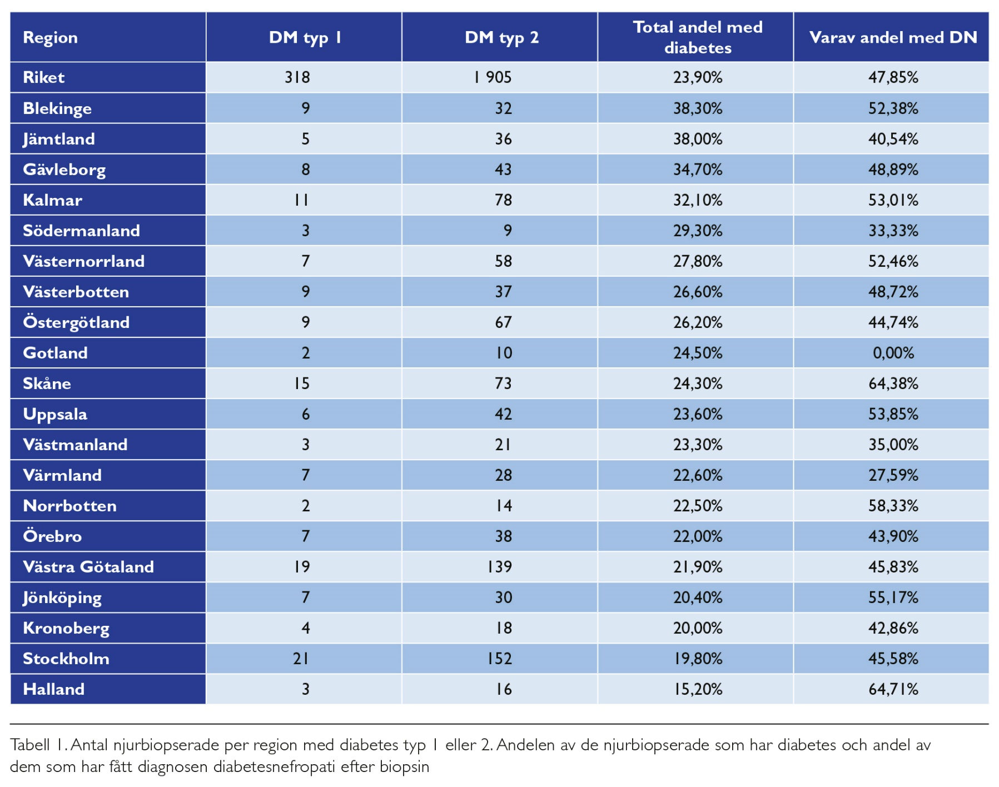 Region DM typ 1 DM typ 2 Total andel med diabetes Varav andel med DN
Riket 318 1 905 23,90% 47,85%
Blekinge 9 32 38,30% 52,38%
Jämtland 5 36 38,00% 40,54%
Gävleborg 8 43 34,70% 48,89%
Kalmar 11 78 32,10% 53,01%
Södermanland 3 9 29,30% 33,33%
Västernorrland 7 58 27,80% 52,46%
Västerbotten 9 37 26,60% 48,72%
Östergötland 9 67 26,20% 44,74%
Gotland 2 10 24,50% 0,00%
Skåne 15 73 24,30% 64,38%
Uppsala 6 42 23,60% 53,85%
Västmanland 3 21 23,30% 35,00%
Värmland 7 28 22,60% 27,59%
Norrbotten 2 14 22,50% 58,33%
Örebro 7 38 22,00% 43,90%
Västra Götaland 19 139 21,90% 45,83%
Jönköping 7 30 20,40% 55,17%
Kronoberg 4 18 20,00% 42,86%
Stockholm 21 152 19,80% 45,58%
Halland 3 16 15,20% 64,71%
Tabell 1. Antal njurbiopserade per region med diabetes typ 1 eller 2. Andelen av de njurbiopserade som har diabetes och andel av
dem som har fått diagnosen diabetesnefropati efter biopsin